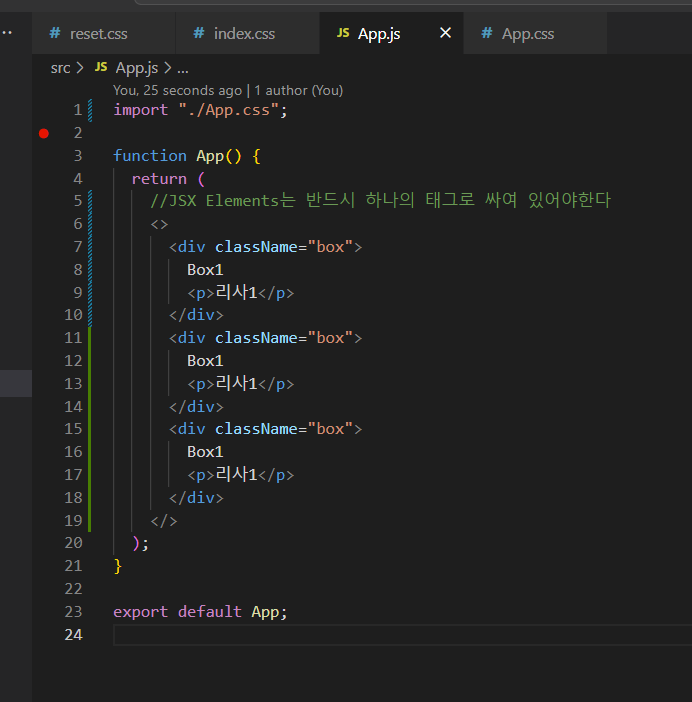 # reset.css # index.css JS App.js × # App.css
src > JS App.js > ...
You, 25 seconds ago | 1 author (You)
1 import "./App.css";
2
3 function App() {
4 return (
5 //JSX Elements는 반드시 하나의 태그로 싸여 있어야한다
6 <>
7 <div className="box">
8 Box1
9 <p>리사1</p>
10 </div>
11 <div className="box">
12 Box1
13 <p>리사1</p>
14 </div>
15 <div className="box">
16 Box1
17 <p>리사1</p>
18 </div>
19 </>
20 );
21 }
22
23 export default App;
24